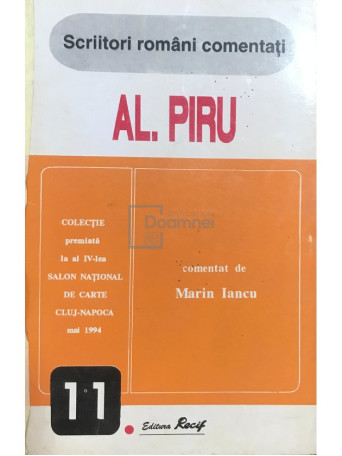 Scriitori români comentați
AL. PIRU
COLECȚIE
premiată
la al IV-lea
SALON NAȚIONAL
DE CARTE
CLUJ-NAPOCA
mai 1994
Doamnei
comentat de
Marin Iancu
11
Editura Recif